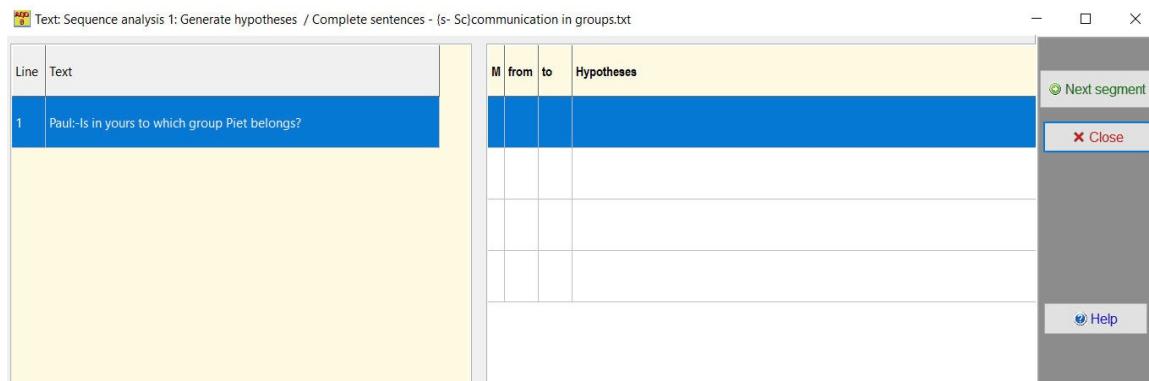 Text: Sequence analysis 1: Generate hypotheses / Complete sentences - {s- Sc}communication in groups.txt
Line Text
M from to Hypotheses
Next segment
1 Paul:-Is in yours to which group Piet belongs?
Close
Help